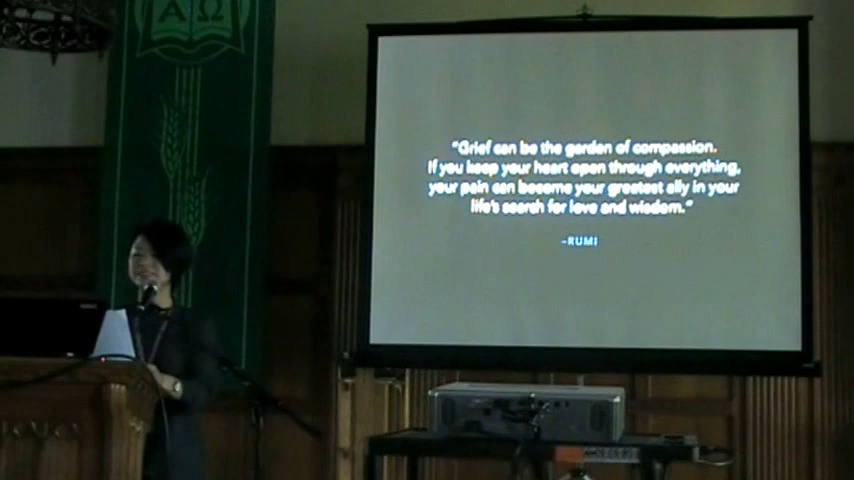 Α Ω
"Grief can be the garden of compassion.
If you keep your heart open through everything,
your pain can become your greatest ally in your
life's search for love and wisdom."
-RUMI